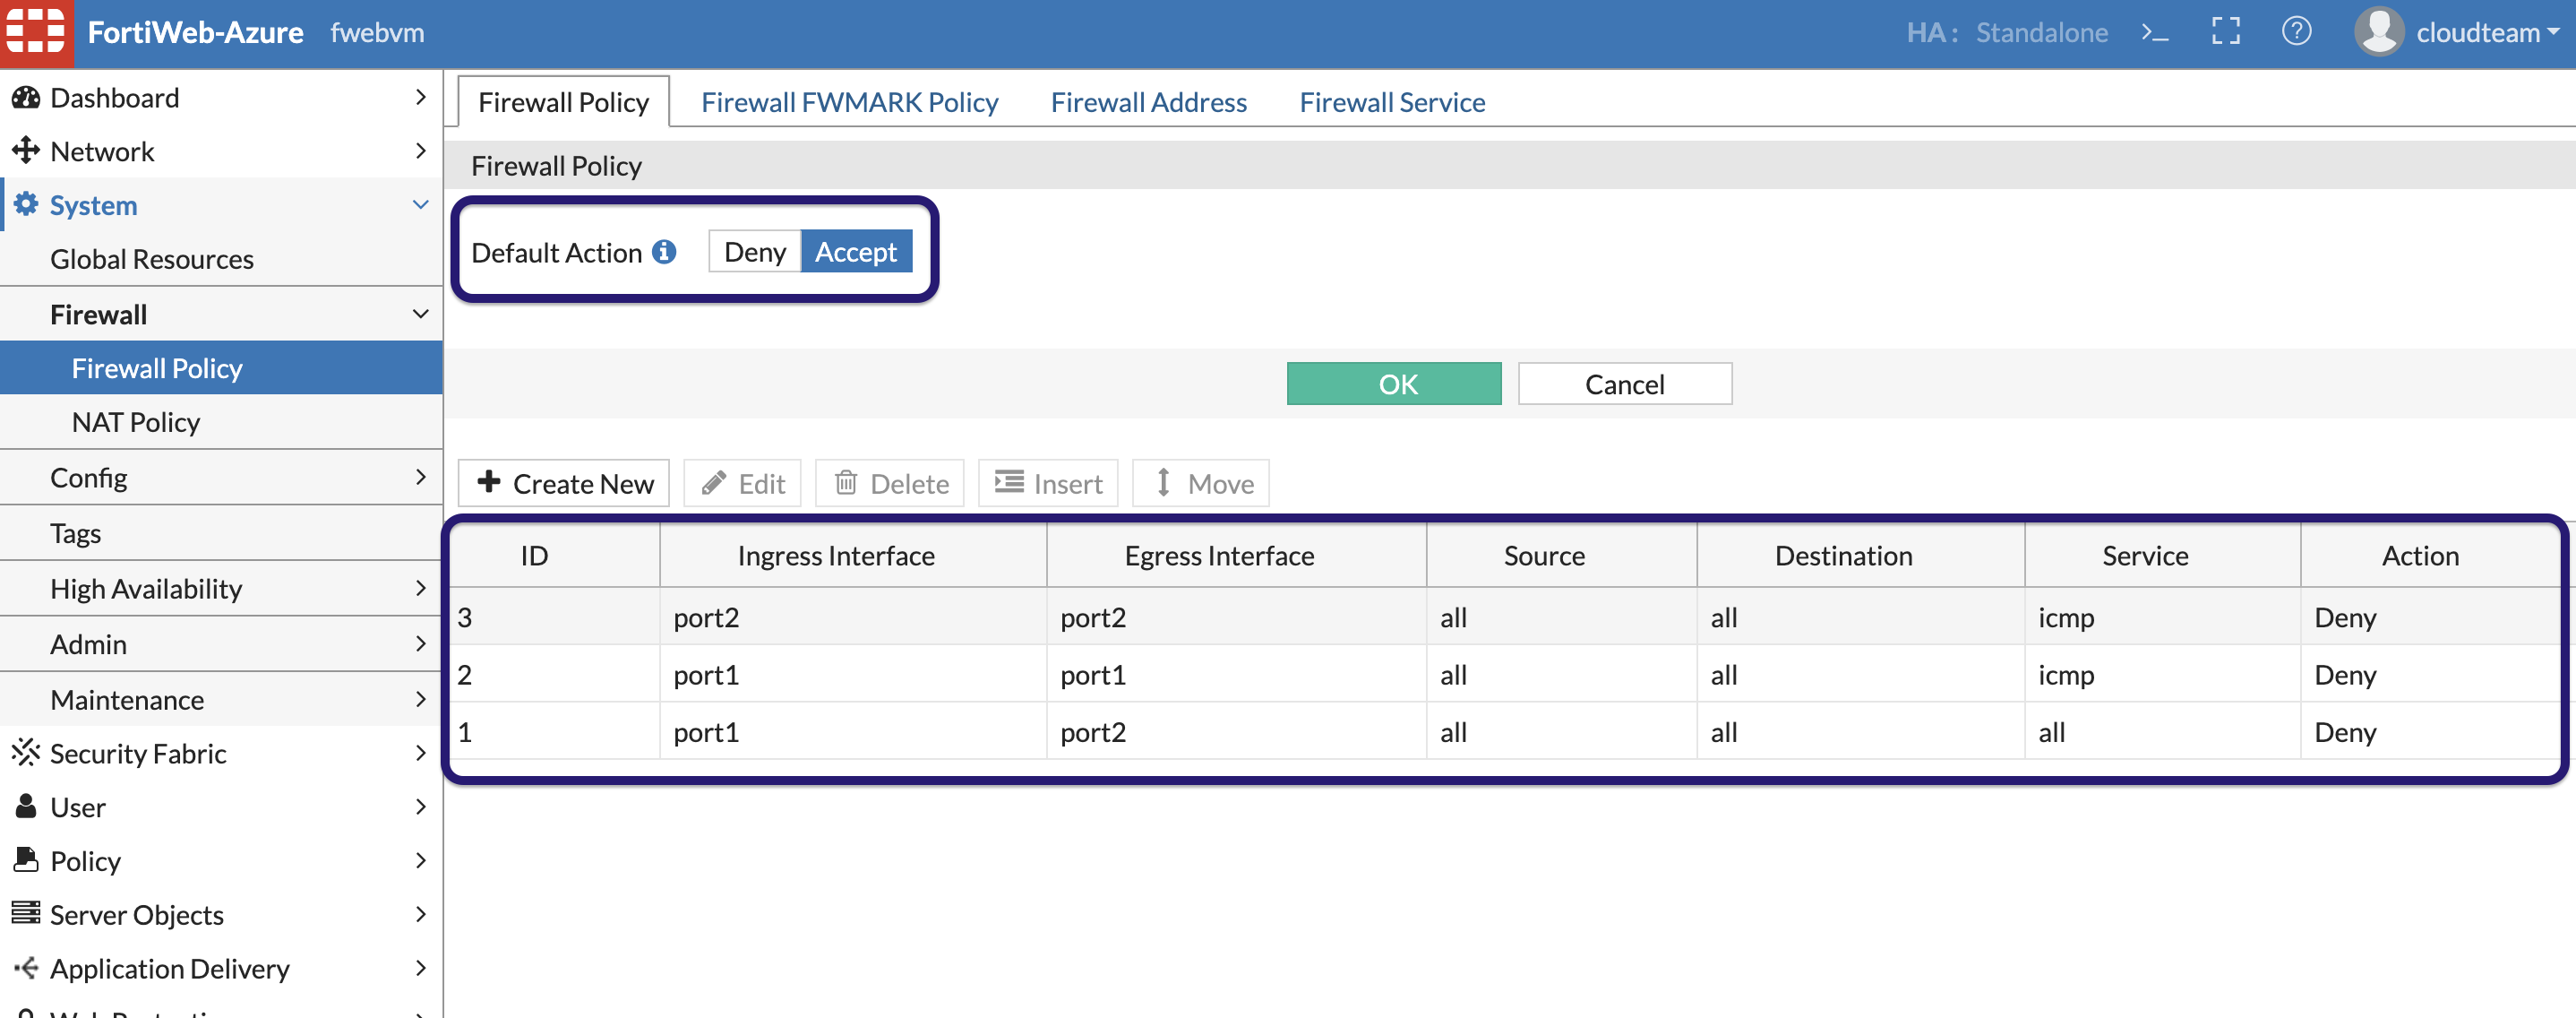 FortiWeb-Azure fwebvm HA: Standalone >_ cloudteam
Dashboard
Network
System
Global Resources
Firewall
Firewall Policy
NAT Policy
Config
Tags
High Availability
Admin
Maintenance
Security Fabric
User
Policy
Server Objects
Application Delivery
Firewall Policy Firewall FWMARK Policy Firewall Address Firewall Service
Firewall Policy
Default Action Deny Accept
OK Cancel
Create New Edit Delete Insert Move
ID Ingress Interface Egress Interface Source Destination Service Action
3 port2 port2 all all icmp Deny
2 port1 port1 all all icmp Deny
1 port1 port2 all all all Deny